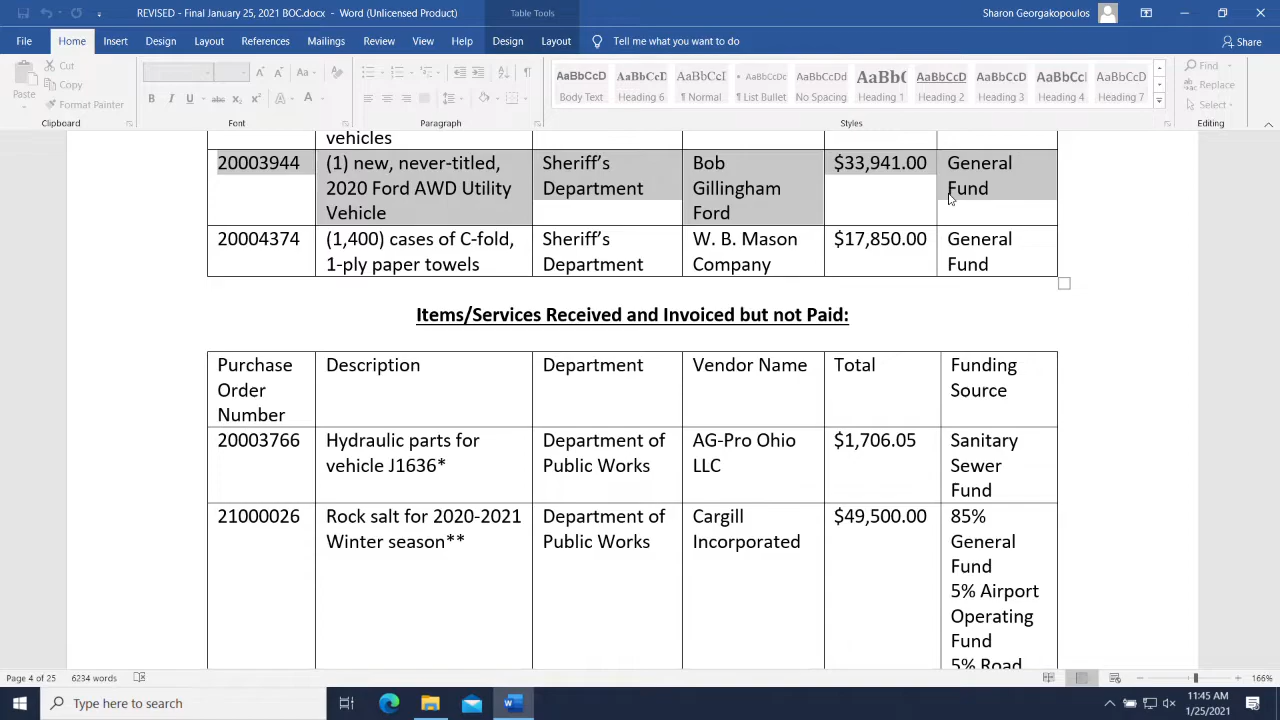 REVISED - Final January 25, 2021 BOC.docx - Word (Unlicensed Product)
Table Tools
Sharon Georgakopoulos
File Home Insert Design Layout References Mailings Review View Help Design Layout Tell me what you want to do Share
Paste
Cut
Copy
Format Painter
Clipboard
Font
Paragraph
AaBbCcD AaBbCcD AaBbCcD AaBbCcD AaBbCcDd AaBb( AaBbCcD AaBbCcD AaBbCc AaBbCcD
Body Text Heading 6 ¶ Normal ¶ List Bullet No Spacing Heading 1 Heading 2 Heading 3 Heading 4 Heading 7
Styles
Find
Replace
Select
Editing
vehicles
20003944 (1) new, never-titled, Sheriff's Bob $33,941.00 General
2020 Ford AWD Utility Department Gillingham Fund
Vehicle Ford
20004374 (1,400) cases of C-fold, Sheriff's W. B. Mason $17,850.00 General
1-ply paper towels Department Company Fund
Items/Services Received and Invoiced but not Paid:
Purchase Description Department Vendor Name Total Funding
Order Source
Number
20003766 Hydraulic parts for Department of AG-Pro Ohio $1,706.05 Sanitary
vehicle J1636* Public Works LLC Sewer
Fund
21000026 Rock salt for 2020-2021 Department of Cargill $49,500.00 85%
Winter season** Public Works Incorporated General
Fund
5% Airport
Operating
Fund
5% Road
Page 4 of 25 6234 words 166%
Type here to search
11:45 AM
1/25/2021